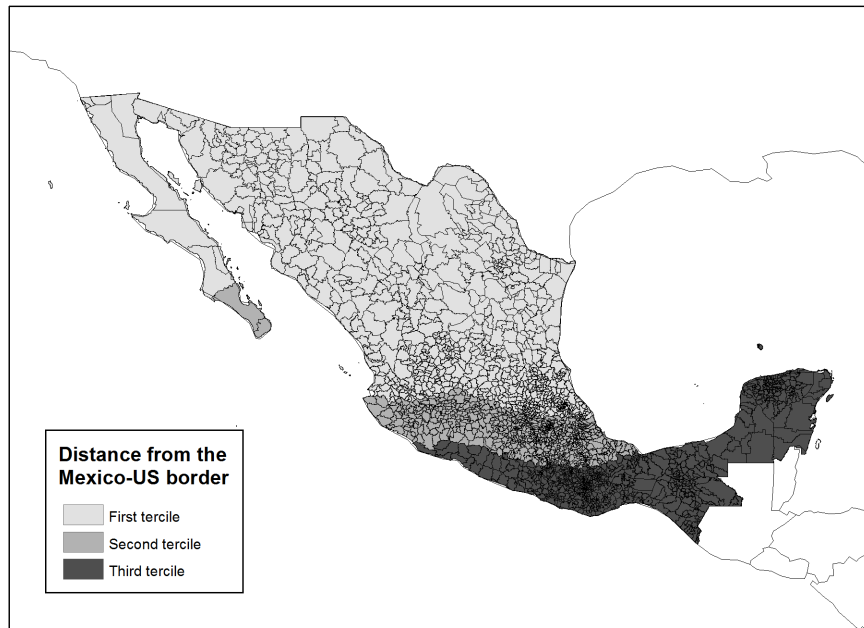 Distance from the
Mexico-US border
First tercile
Second tercile
Third tercile